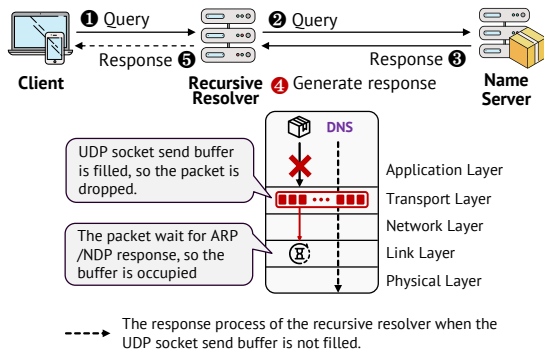 ❶ Query
❷ Query
Response ❺
Response ❸
Client
Recursive
Resolver
❹ Generate response
Name
Server
DNS
UDP socket send buffer
is filled, so the packet is
dropped.
Application Layer
Transport Layer
Network Layer
The packet wait for ARP
/NDP response, so the
buffer is occupied
Link Layer
Physical Layer
The response process of the recursive resolver when the
UDP socket send buffer is not filled.